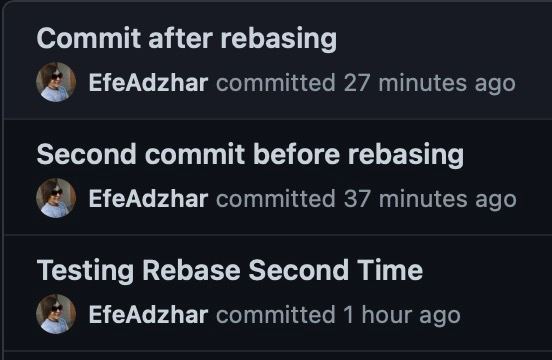 Commit after rebasing
EfeAdzhar committed 27 minutes ago
Second commit before rebasing
EfeAdzhar committed 37 minutes ago
Testing Rebase Second Time
EfeAdzhar committed 1 hour ago